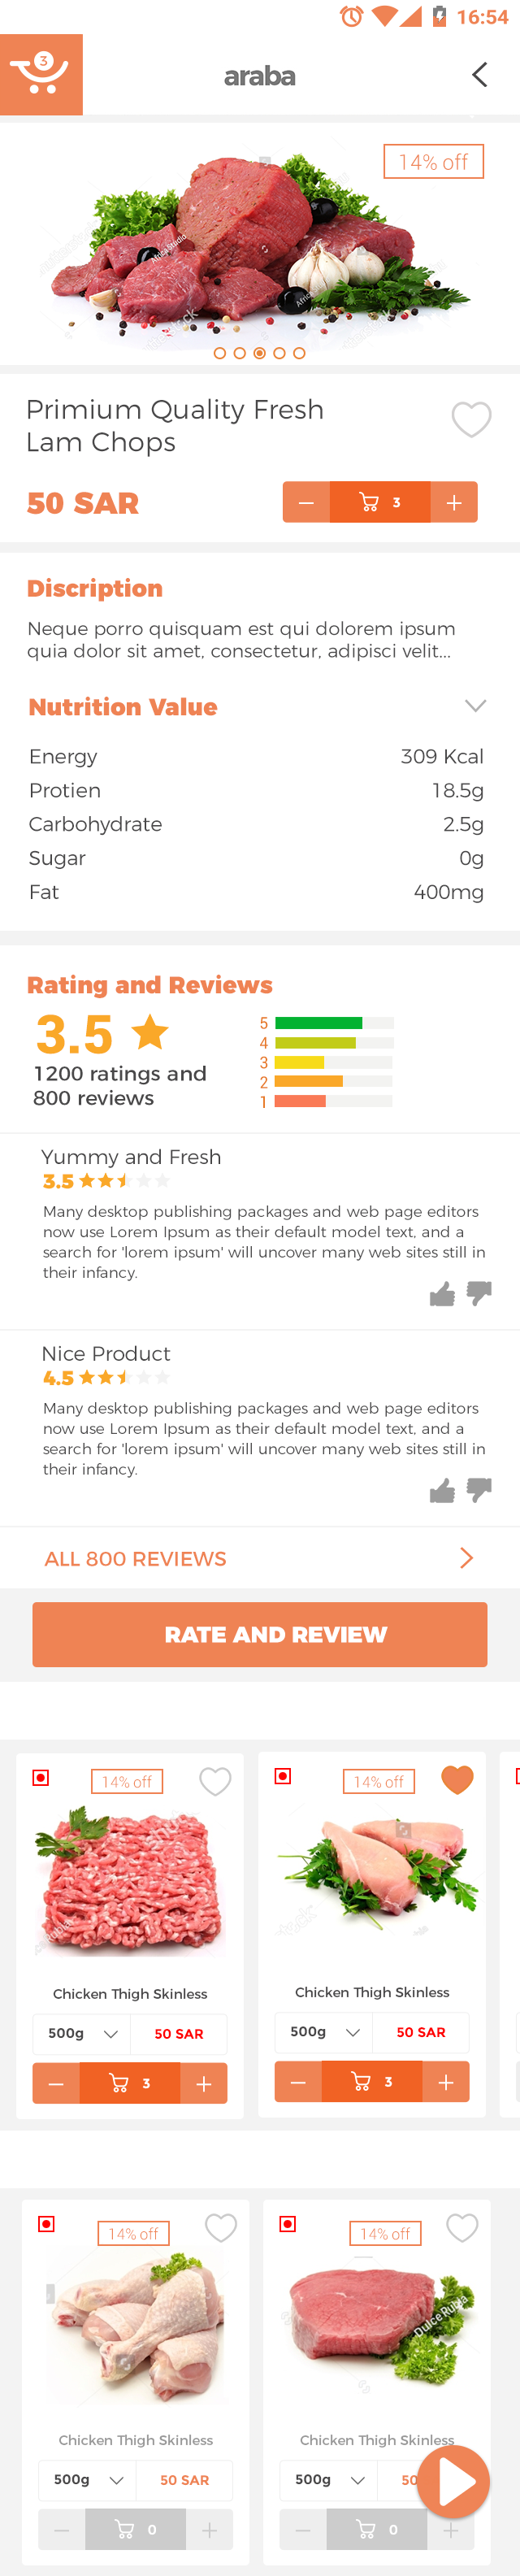 16:54
3
araba
14% off
Africa Studio
Primium Quality Fresh
Lam Chops
50 SAR
3
Discription
Neque porro quisquam est qui dolorem ipsum
quia dolor sit amet, consectetur, adipisci velit...
Nutrition Value
Energy 309 Kcal
Protien 18.5g
Carbohydrate 2.5g
Sugar 0g
Fat 400mg
Rating and Reviews
3.5
1200 ratings and
800 reviews
5
4
3
2
1
Yummy and Fresh
3.5
Many desktop publishing packages and web page editors
now use Lorem Ipsum as their default model text, and a
search for 'lorem ipsum' will uncover many web sites still in
their infancy.
Nice Product
4.5
Many desktop publishing packages and web page editors
now use Lorem Ipsum as their default model text, and a
search for 'lorem ipsum' will uncover many web sites still in
their infancy.
ALL 800 REVIEWS
RATE AND REVIEW
14% off 14% off
Chicken Thigh Skinless Chicken Thigh Skinless
500g 50 SAR 500g 50 SAR
3 3
14% off 14% off
Dulce Rubia
Chicken Thigh Skinless Chicken Thigh Skinless
500g 50 SAR 500g 50
0 0